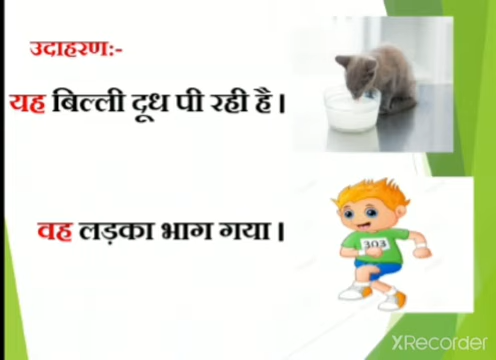 उदाहरण:-
यह बिल्ली दूध पी रही है।
वह लड़का भाग गया।
303
XRecorder